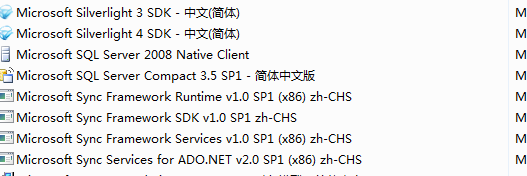 Microsoft Silverlight 3 SDK - 中文(简体)
M
Microsoft Silverlight 4 SDK - 中文(简体)
M
Microsoft SQL Server 2008 Native Client
M
Microsoft SQL Server Compact 3.5 SP1 - 简体中文版
M
Microsoft Sync Framework Runtime v1.0 SP1 (x86) zh-CHS
M
Microsoft Sync Framework SDK v1.0 SP1 zh-CHS
M
Microsoft Sync Framework Services v1.0 SP1 (x86) zh-CHS
M
Microsoft Sync Services for ADO.NET v2.0 SP1 (x86) zh-CHS
M